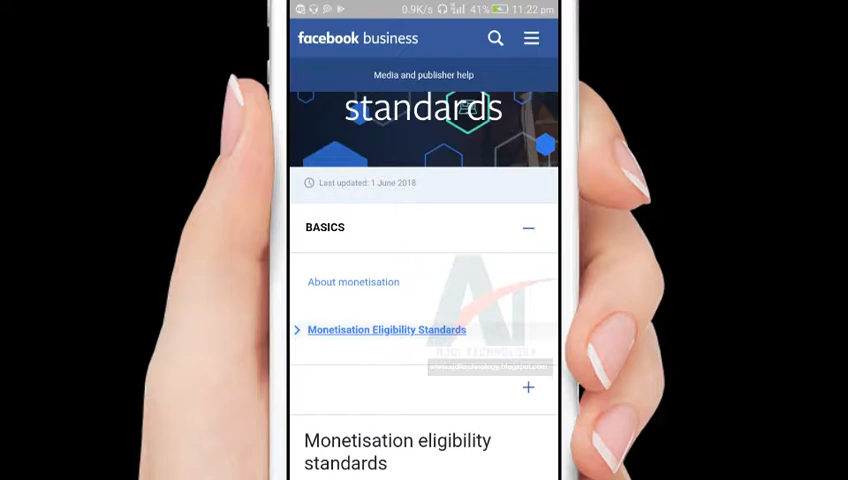 0.9K/s 41% 11:22 pm
facebook business
Media and publisher help
standards
Last updated: 1 June 2018
BASICS
About monetisation
Monetisation Eligibility Standards
Monetisation eligibility
standards